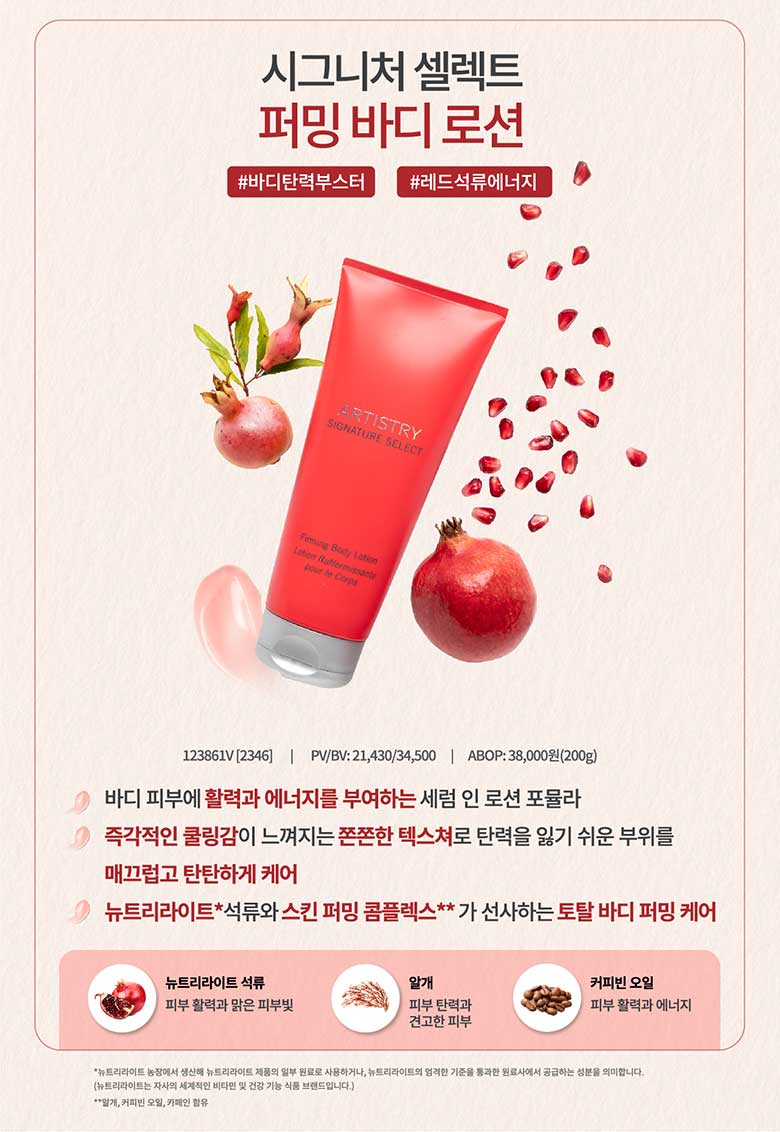 시그니처 셀렉트
퍼밍 바디 로션
#바디탄력부스터 #레드석류에너지
ARTISTRY
SIGNATURE SELECT
Firming Body Lotion
Lotion Raffermissante
pour le Corps
123861V [2346] | PV/BV: 21,430/34,500 | ABOP: 38,000원(200g)
바디 피부에 활력과 에너지를 부여하는 세럼 인 로션 포뮬라
즉각적인 쿨링감이 느껴지는 쫀쫀한 텍스쳐로 탄력을 잃기 쉬운 부위를
매끄럽고 탄탄하게 케어
뉴트리라이트*석류와 스킨 퍼밍 콤플렉스** 가 선사하는 토탈 바디 퍼밍 케어
뉴트리라이트 석류
피부 활력과 맑은 피부빛
알개
피부 탄력과
견고한 피부
커피빈 오일
피부 활력과 에너지
*뉴트리라이트 농장에서 생산해 뉴트리라이트 제품의 일부 원료로 사용하거나, 뉴트리라이트의 엄격한 기준을 통과한 원료사에서 공급하는 성분을 의미합니다.
(뉴트리라이트는 자사의 세계적인 비타민 및 건강 기능 식품 브랜드입니다.)
**알개, 커피빈 오일, 카페인 함유